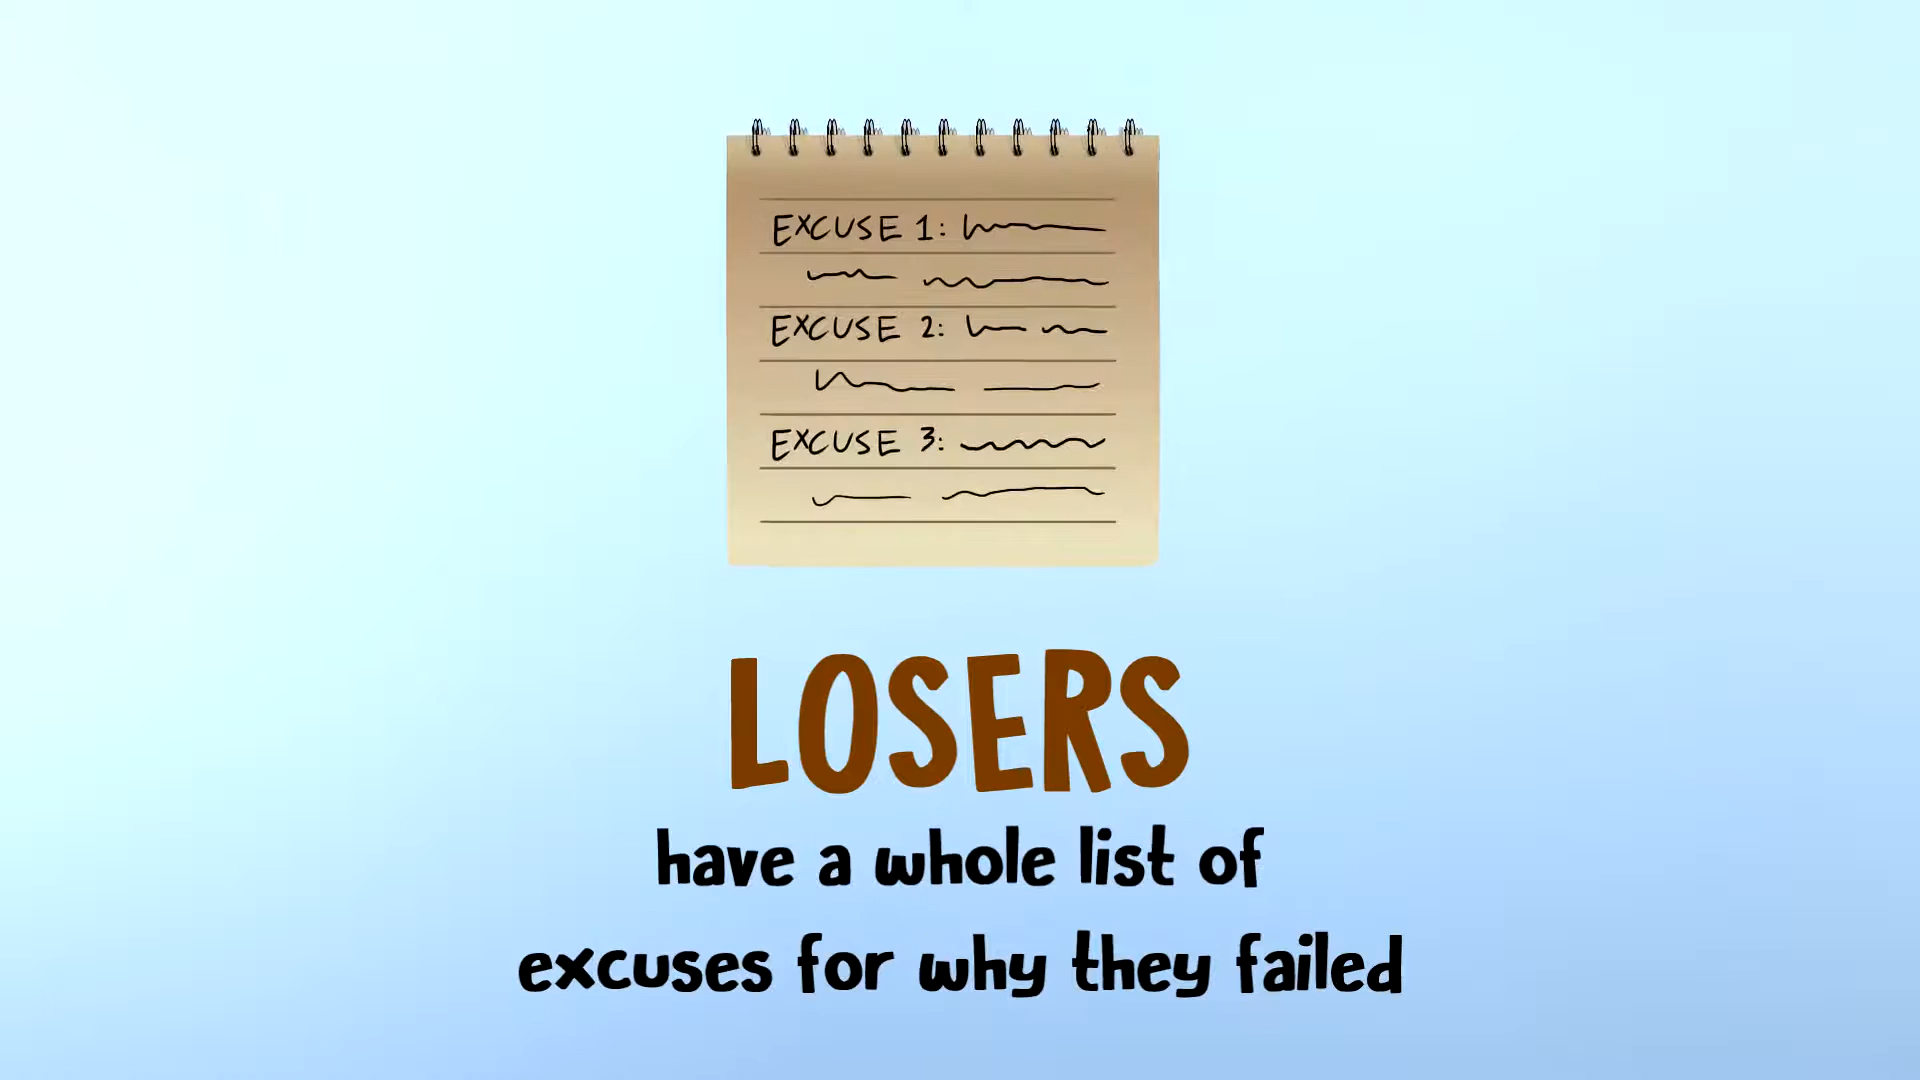 EXCUSE 1:
EXCUSE 2:
EXCUSE 3:
LOSERS
have a whole list of
excuses for why they failed